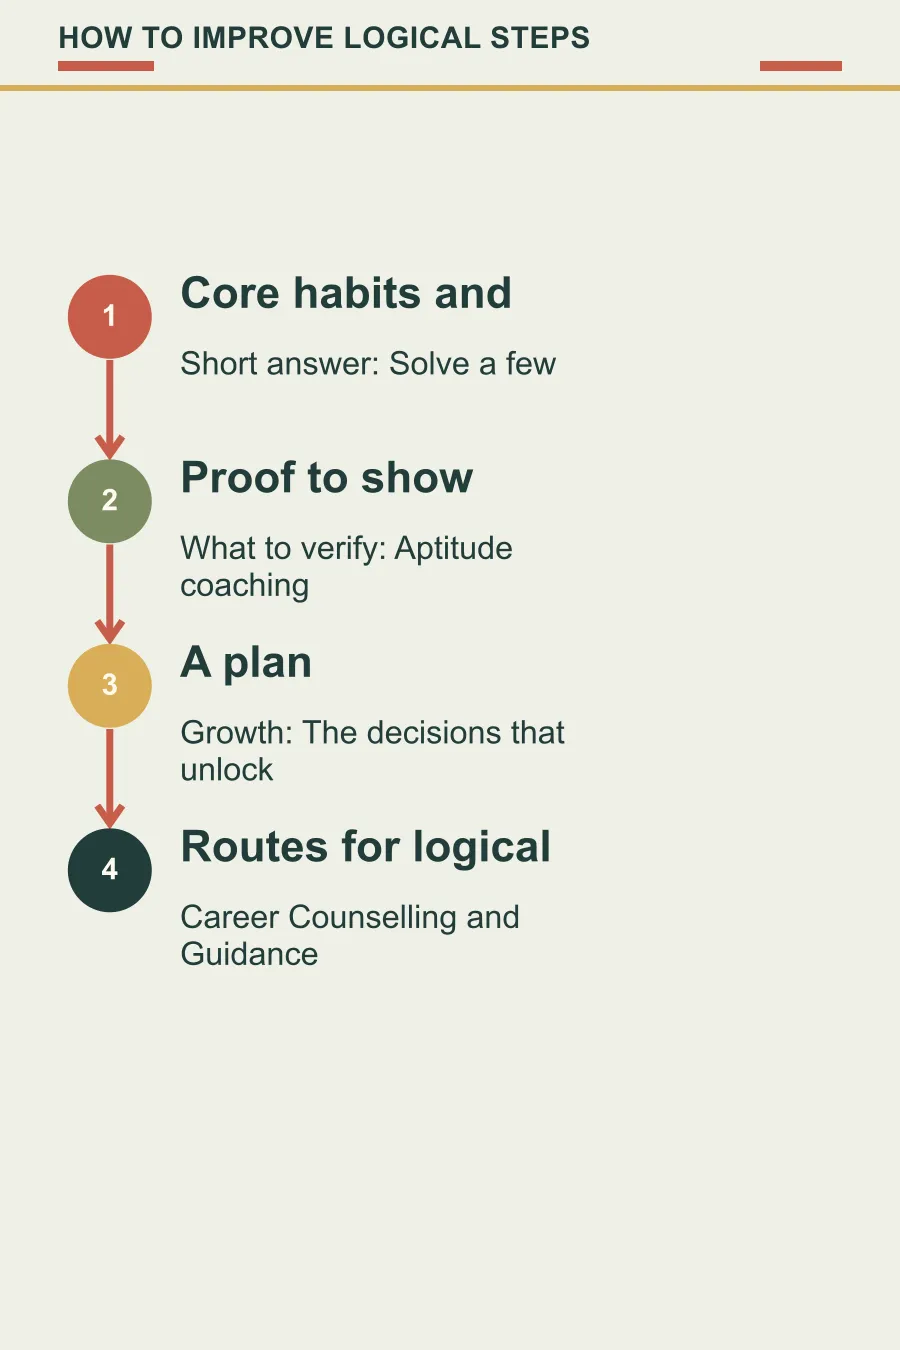 HOW TO IMPROVE LOGICAL STEPS
1
Core habits and
Short answer: Solve a few
2
Proof to show
What to verify: Aptitude
coaching
3
A plan
Growth: The decisions that
unlock
4
Routes for logical
Career Counselling and
Guidance